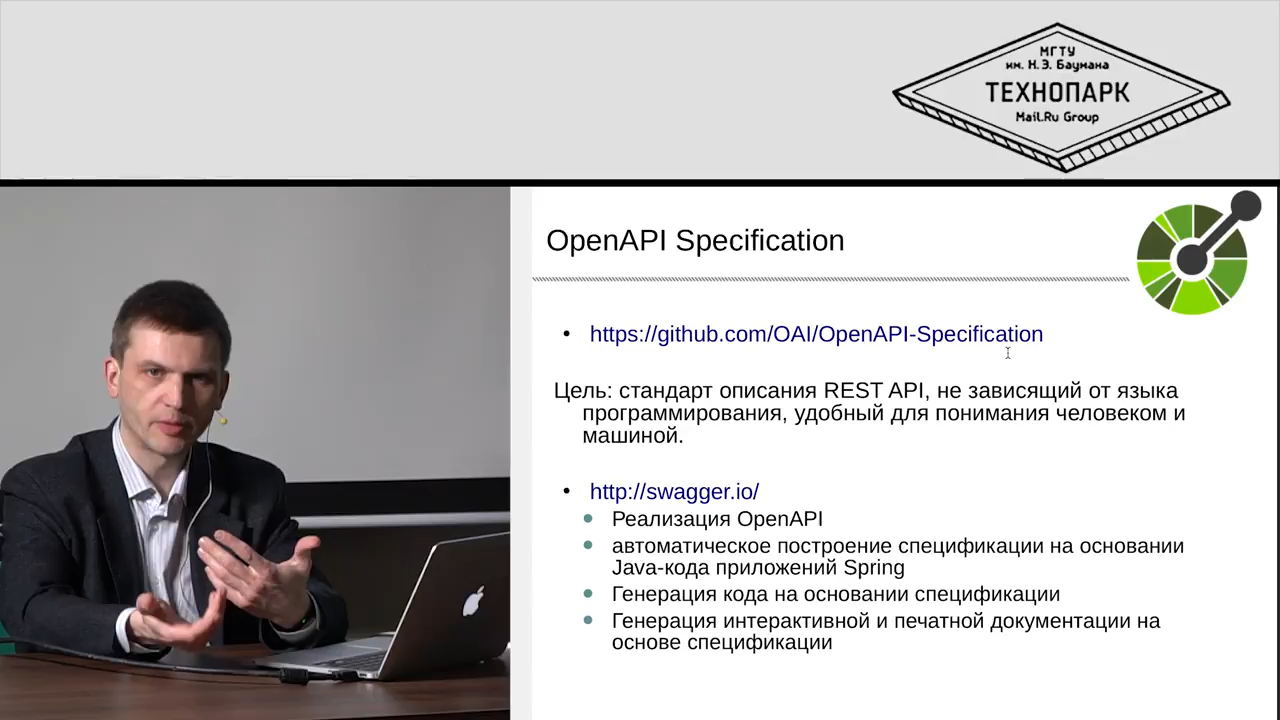 МГТУ
им. Н.Э. Баумана
ТЕХНОПАРК
Mail.Ru Group
OpenAPI Specification
• https://github.com/OAI/OpenAPI-Specification
Цель: стандарт описания REST API, не зависящий от языка
программирования, удобный для понимания человеком и
машиной.
• http://swagger.io/
• Реализация OpenAPI
• автоматическое построение спецификации на основании
Java-кода приложений Spring
• Генерация кода на основании спецификации
• Генерация интерактивной и печатной документации на
основе спецификации